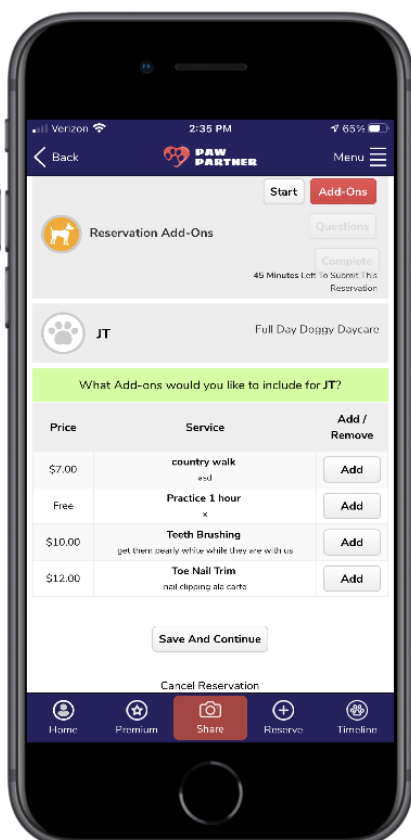 Verizon 2:35 PM 65%
Back PAW PARTNER Menu
Start Add-Ons
Reservation Add-Ons
Questions
Complete
45 Minutes Left To Submit This
Reservation
JT Full Day Doggy Daycare
What Add-ons would you like to include for JT?
Price Service Add / Remove
$7.00 country walk Add
asd
Free Practice 1 hour Add
x
$10.00 Teeth Brushing Add
get them pearly white while they are with us
$12.00 Toe Nail Trim Add
nail clipping ala carte
Save And Continue
Cancel Reservation
Home Premium Share Reserve Timeline